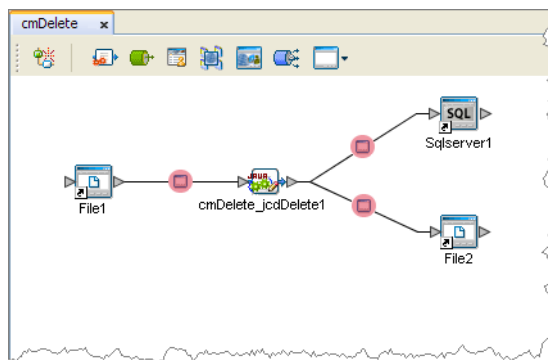 cmDelete x
SQL
Sqlserver1
JAVA
File1
cmDelete_jcdDelete1
File2